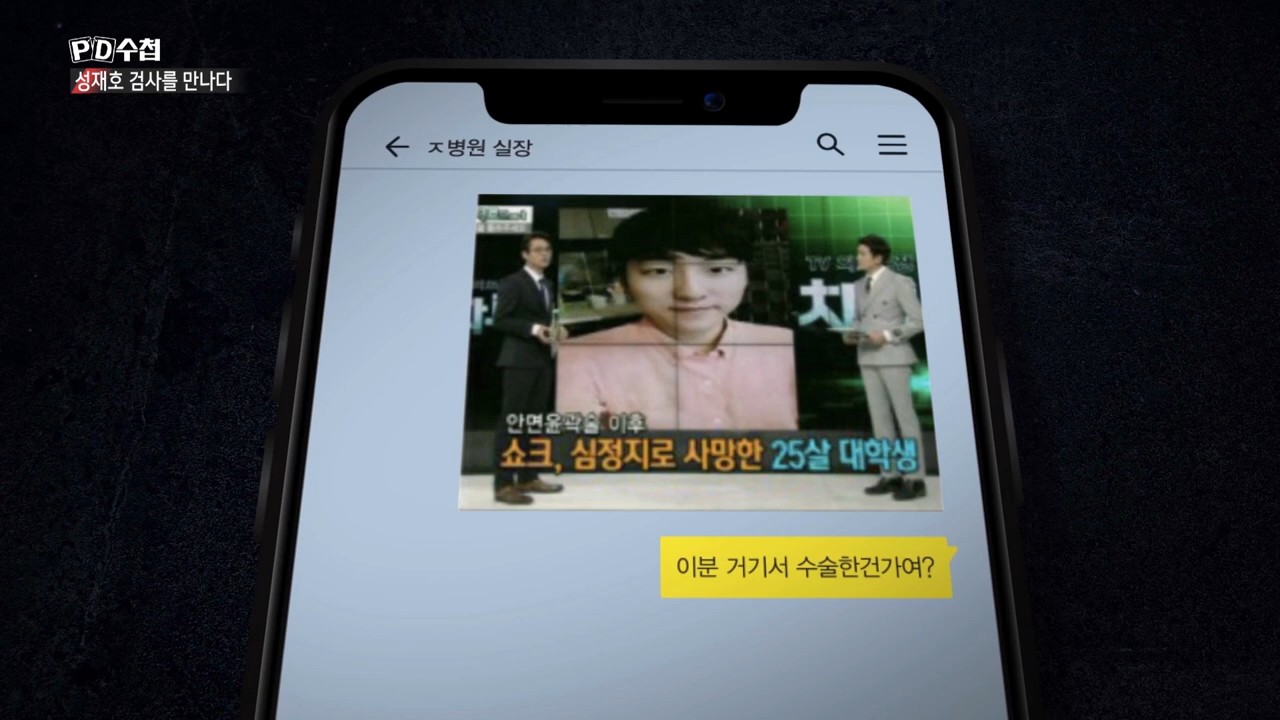 PD수첩
성재호 검사를 만나다
ㅈ병원 실장
TV
안면윤곽술 이후
쇼크, 심정지로 사망한 25살 대학생
이분 거기서 수술한건가여?